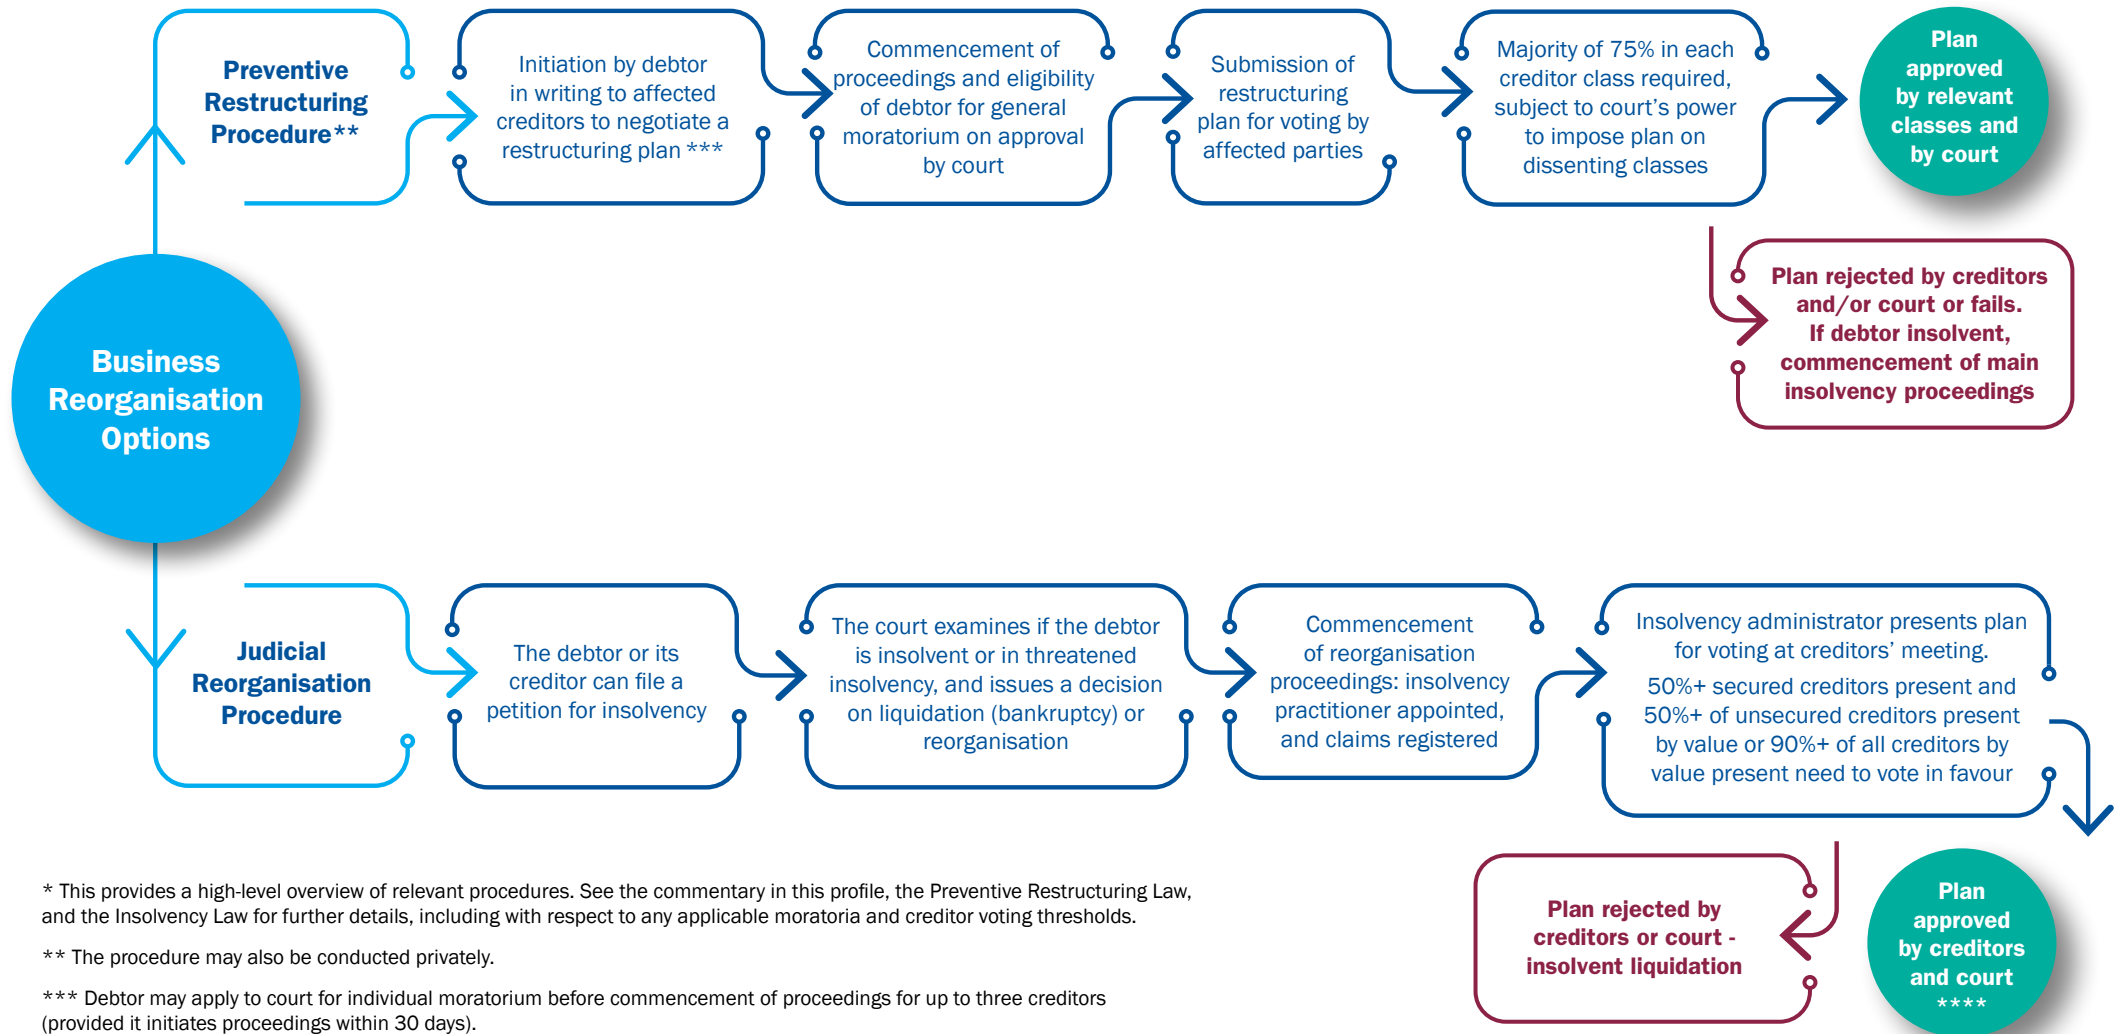 Business
Reorganisation
Options
Preventive
Restructuring
Procedure**
Initiation by debtor
in writing to affected
creditors to negotiate a
restructuring plan ***
Commencement of
proceedings and eligibility
of debtor for general
moratorium on approval
by court
Submission of
restructuring
plan for voting by
affected parties
Majority of 75% in each
creditor class required,
subject to court’s power
to impose plan on
dissenting classes
Plan
approved
by relevant
classes and
by court
Plan rejected by creditors
and/or court or fails.
If debtor insolvent,
commencement of main
insolvency proceedings
Judicial
Reorganisation
Procedure
The debtor or its
creditor can file a
petition for insolvency
The court examines if the debtor
is insolvent or in threatened
insolvency, and issues a decision
on liquidation (bankruptcy) or
reorganisation
Commencement
of reorganisation
proceedings: insolvency
practitioner appointed,
and claims registered
Insolvency administrator presents plan
for voting at creditors’ meeting.
50%+ secured creditors present and
50%+ of unsecured creditors present
by value or 90%+ of all creditors by
value present need to vote in favour
Plan rejected by
creditors or court -
insolvent liquidation
Plan
approved
by creditors
and court
****
* This provides a high-level overview of relevant procedures. See the commentary in this profile, the Preventive Restructuring Law,
and the Insolvency Law for further details, including with respect to any applicable moratoria and creditor voting thresholds.
** The procedure may also be conducted privately.
*** Debtor may apply to court for individual moratorium before commencement of proceedings for up to three creditors
(provided it initiates proceedings within 30 days).